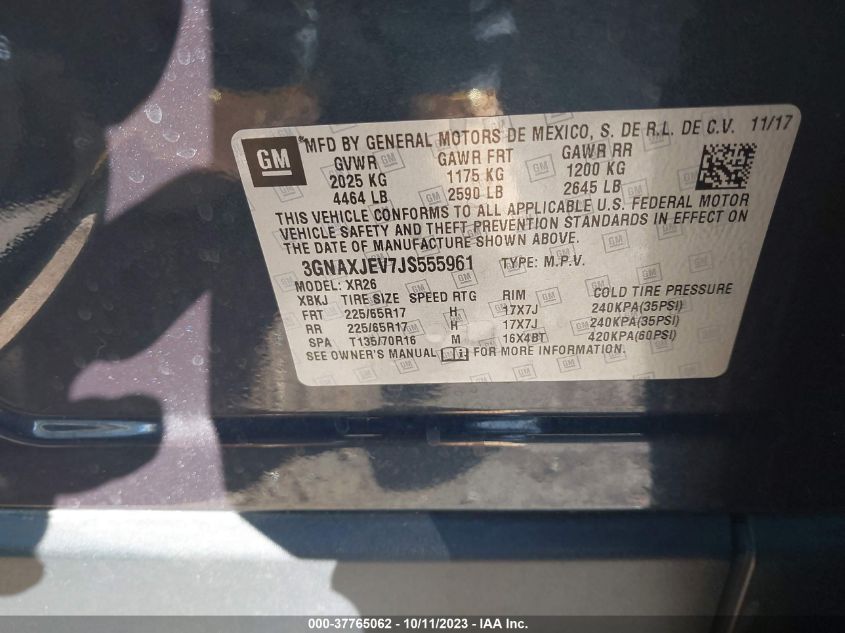 GM
MFD BY GENERAL MOTORS DE MEXICO, S. DE R.L. DE C.V. 11/17
GVWR GAWR FRT GAWR RR
2025 KG 1175 KG 1200 KG
4464 LB 2590 LB 2645 LB
THIS VEHICLE CONFORMS TO ALL APPLICABLE U.S. FEDERAL MOTOR
VEHICLE SAFETY AND THEFT PREVENTION STANDARDS IN EFFECT ON
THE DATE OF MANUFACTURE SHOWN ABOVE.
3GNAXJEV7JS555961 TYPE: M.P.V.
MODEL: XR26
XBKJ TIRE SIZE SPEED RTG RIM COLD TIRE PRESSURE
FRT 225/65R17 H 17X7J 240KPA(35PSI)
RR 225/65R17 H 17X7J 240KPA(35PSI)
SPA T135/70R16 M 16X4BT 420KPA(60PSI)
SEE OWNER'S MANUAL FOR MORE INFORMATION.
000-37765062 - 10/11/2023 - IAA Inc.